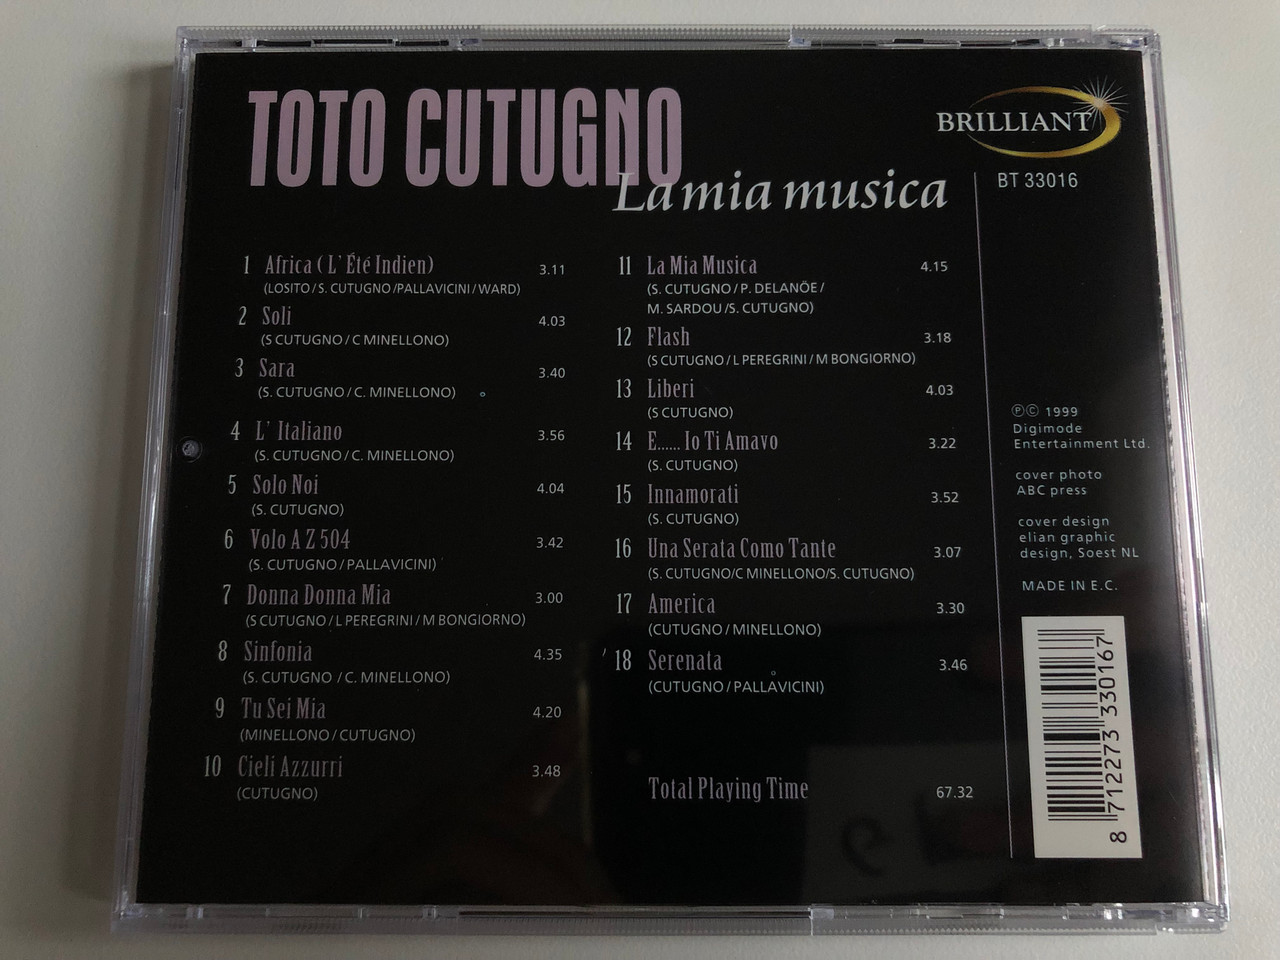 TOTO CUTUGNO
La mia musica
BRILLIANT
BT 33016
1 Africa ( L' Été Indien) 3.11
(LOSITO / S. CUTUGNO /PALLAVICINI / WARD)
2 Soli 4.03
(S CUTUGNO / C MINELLONO)
3 Sara 3.40
(S. CUTUGNO / C. MINELLONO)
4 L' Italiano 3.56
(S. CUTUGNO / C. MINELLONO)
5 Solo Noi 4.04
(S. CUTUGNO)
6 Volo A Z 504 3.42
(S. CUTUGNO / PALLAVICINI)
7 Donna Donna Mia 3.00
(S CUTUGNO / L PEREGRINI / M BONGIORNO)
8 Sinfonia 4.35
(S. CUTUGNO / C. MINELLONO)
9 Tu Sei Mia 4.20
(MINELLONO / CUTUGNO)
10 Cieli Azzurri 3.48
(CUTUGNO)
11 La Mia Musica 4.15
(S. CUTUGNO / P. DELANÖE /
M. SARDOU /S. CUTUGNO)
12 Flash 3.18
(S CUTUGNO / L PEREGRINI / M BONGIORNO)
13 Liberi 4.03
(S CUTUGNO)
14 E...... Io Ti Amavo 3.22
(S. CUTUGNO)
15 Innamorati 3.52
(S. CUTUGNO)
16 Una Serata Como Tante 3.07
(S. CUTUGNO/C MINELLONO/S. CUTUGNO)
17 America 3.30
(CUTUGNO / MINELLONO)
18 Serenata 3.46
(CUTUGNO / PALLAVICINI)
Total Playing Time 67.32
℗© 1999
Digimode
Entertainment Ltd.
cover photo
ABC press
cover design
elian graphic
design, Soest NL
MADE IN E.C.
8 712273 330167